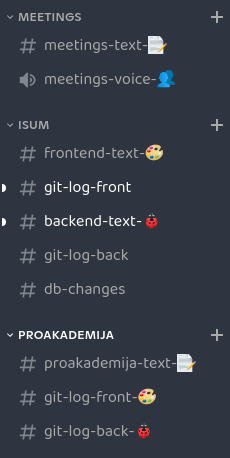 MEETINGS
meetings-text-📝
meetings-voice-👥
ISUM
frontend-text-🎨
git-log-front
backend-text-🐞
git-log-back
db-changes
PROAKADEMIJA
proakademija-text-📝
git-log-front-🎨
git-log-back-🐞